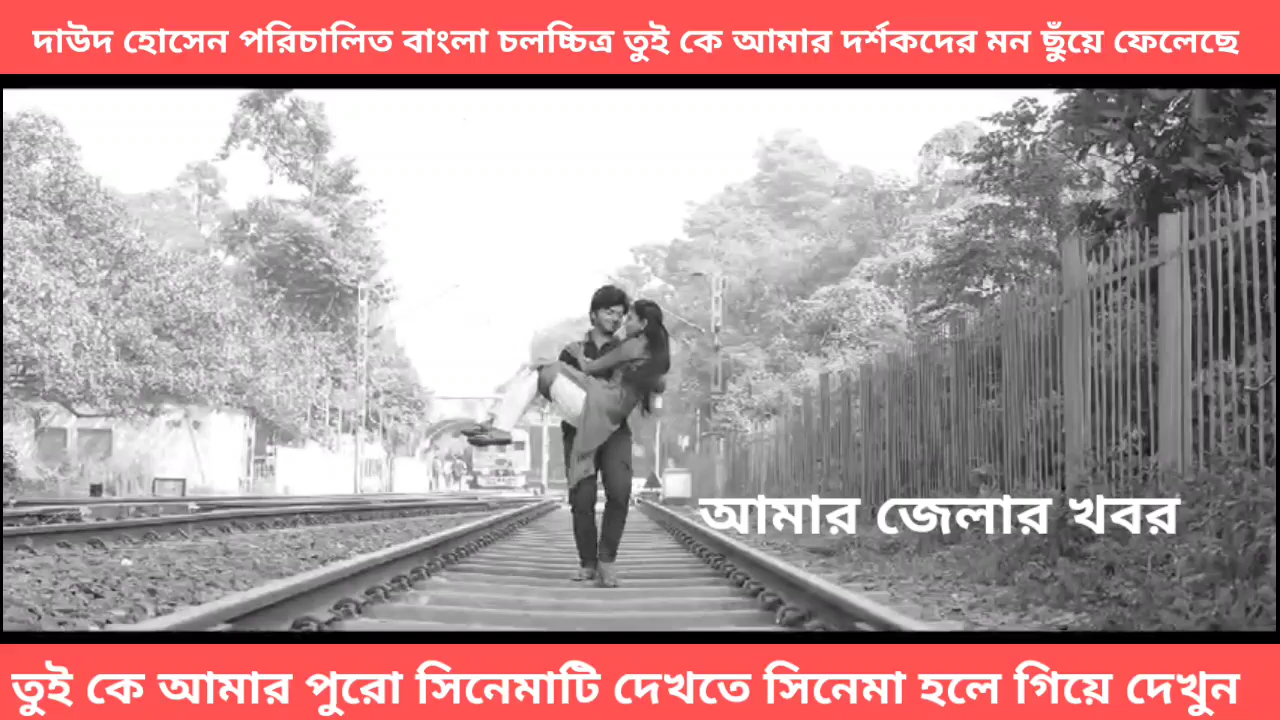 দাউদ হোসেন পরিচালিত বাংলা চলচ্চিত্র তুই কে আমার দর্শকদের মন ছুঁয়ে ফেলেছে
আমার জেলার খবর
তুই কে আমার পুরো সিনেমাটি দেখতে সিনেমা হলে গিয়ে দেখুন